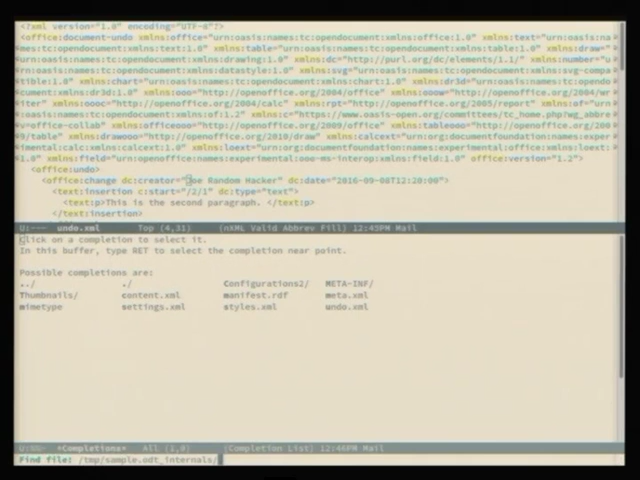 <?xml version="1.0" encoding="UTF-8"?>
<office:document-undo xmlns:office="urn:oasis:names:tc:opendocument:xmlns:office:1.0" xmlns:text="urn:oasis:na
mes:tc:opendocument:xmlns:text:1.0" xmlns:table="urn:oasis:names:tc:opendocument:xmlns:table:1.0" xmlns:draw=
"urn:oasis:names:tc:opendocument:xmlns:drawing:1.0" xmlns:dc="http://purl.org/dc/elements/1.1/" xmlns:number="u
rn:oasis:names:tc:opendocument:xmlns:datastyle:1.0" xmlns:svg="urn:oasis:names:tc:opendocument:xmlns:svg-compa
tible:1.0" xmlns:chart="urn:oasis:names:tc:opendocument:xmlns:chart:1.0" xmlns:dr3d="urn:oasis:names:tc:opendo
cument:xmlns:dr3d:1.0" xmlns:ooo="http://openoffice.org/2004/office" xmlns:ooow="http://openoffice.org/2004/wr
iter" xmlns:oooc="http://openoffice.org/2004/calc" xmlns:rpt="http://openoffice.org/2005/report" xmlns:of="urn
:oasis:names:tc:opendocument:xmlns:of:1.2" xmlns:c="https://www.oasis-open.org/committees/tc_home.php?wg_abbre
v=office-collab" xmlns:officeooo="http://openoffice.org/2009/office" xmlns:tableooo="http://openoffice.org/200
9/table" xmlns:drawooo="http://openoffice.org/2010/draw" xmlns:calcext="urn:org:documentfoundation:names:exper
imental:calc:xmlns:calcext:1.0" xmlns:loext="urn:org:documentfoundation:names:experimental:office:xmlns:loext:
1.0" xmlns:field="urn:openoffice:names:experimental:ooo-ms-interop:xmlns:field:1.0" office:version="1.2">
<office:undo>
<office:change dc:creator="Joe Random Hacker" dc:date="2016-09-08T12:20:00">
<text:insertion c:start="/2/1" dc:type="text">
<text:p>This is the second paragraph. </text:p>
</text:insertion>
U:--- undo.xml Top (4,31) (nXML Valid Abbrev Fill) 12:45PM Mail
Click on a completion to select it.
In this buffer, type RET to select the completion near point.
Possible completions are:
../ ./ Configurations2/ META-INF/
Thumbnails/ content.xml manifest.rdf meta.xml
mimetype settings.xml styles.xml undo.xml
U:%%- *Completions* All (1,0) (Completion List) 12:46PM Mail
Find file: /tmp/sample.odt_internals/